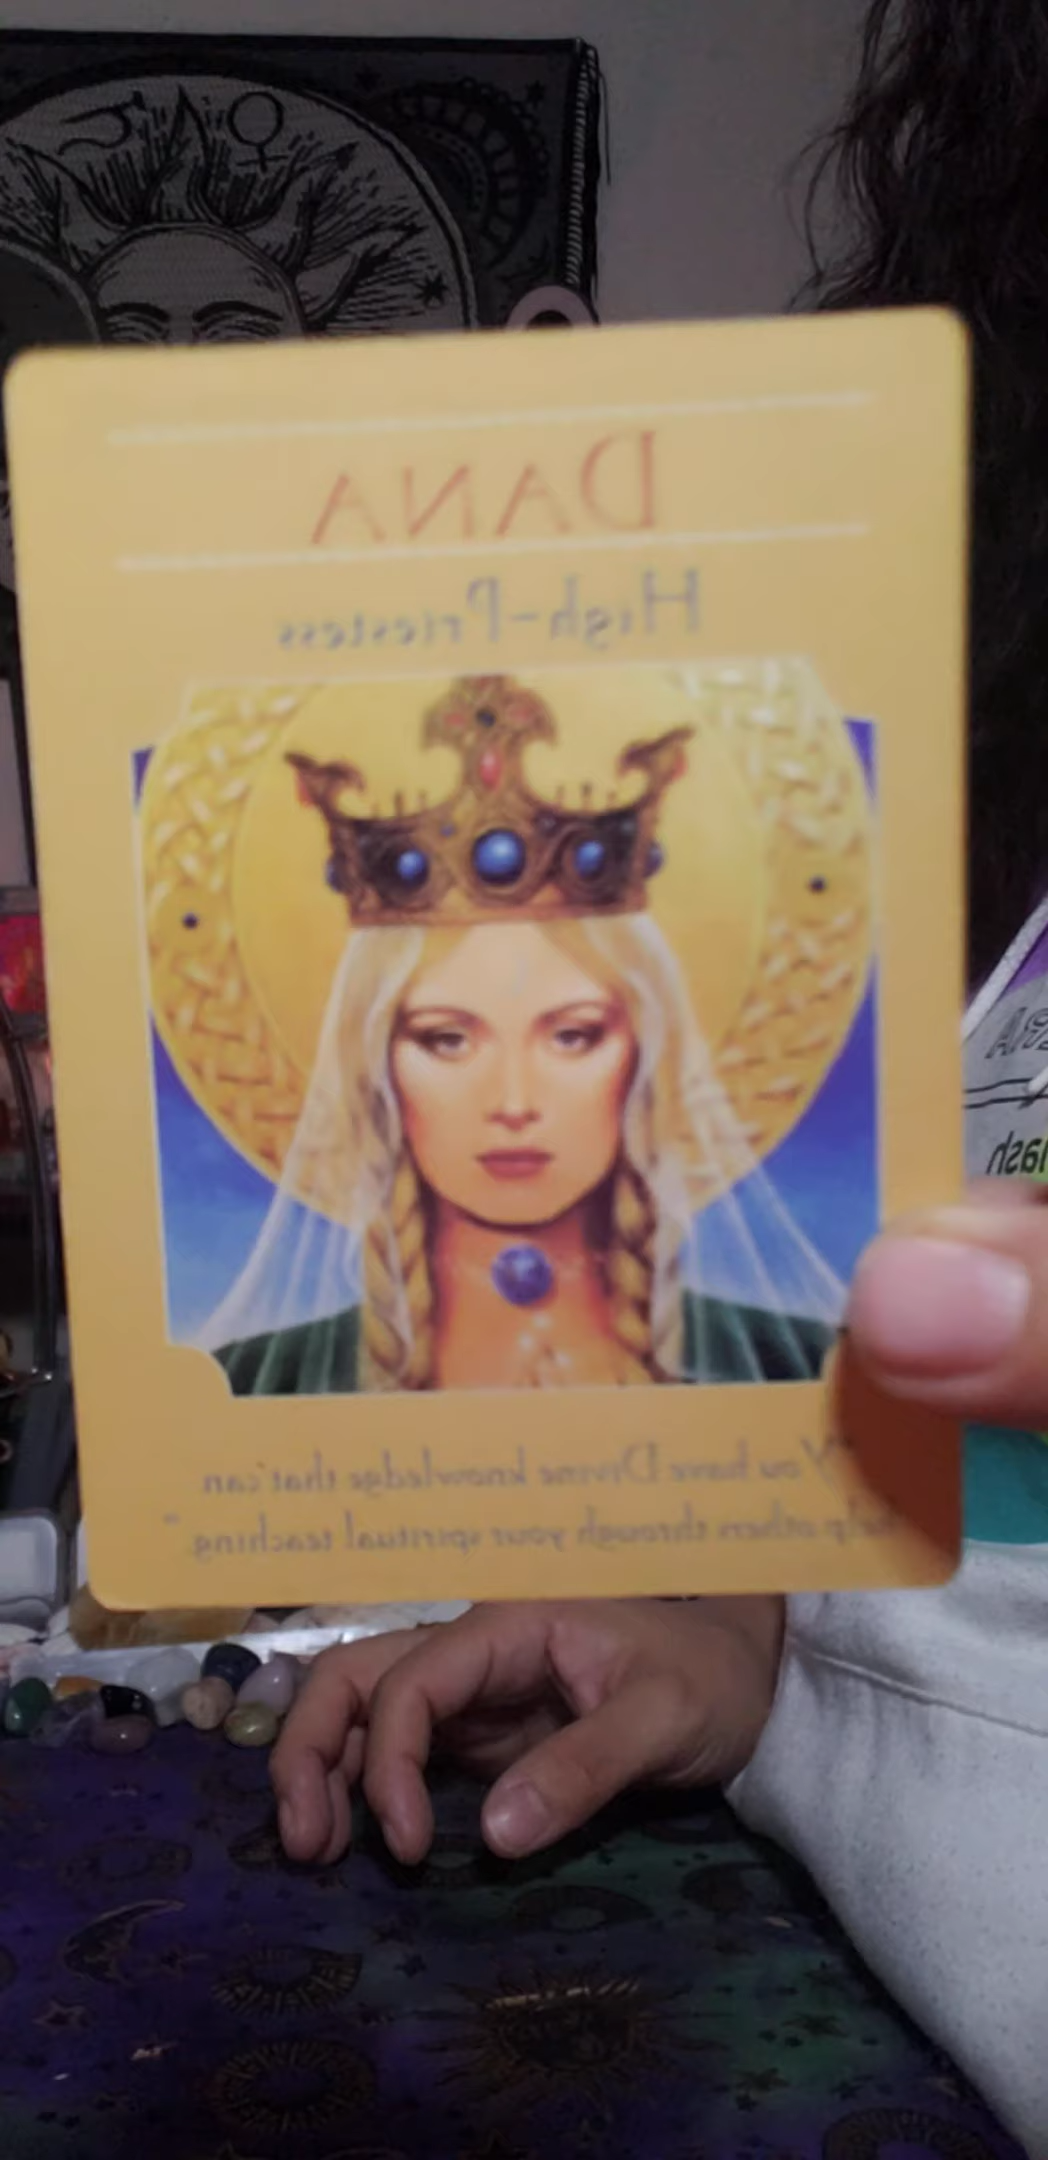 DANA
High-Priestess
"You have Divine knowledge that can
help others through your spiritual teaching."